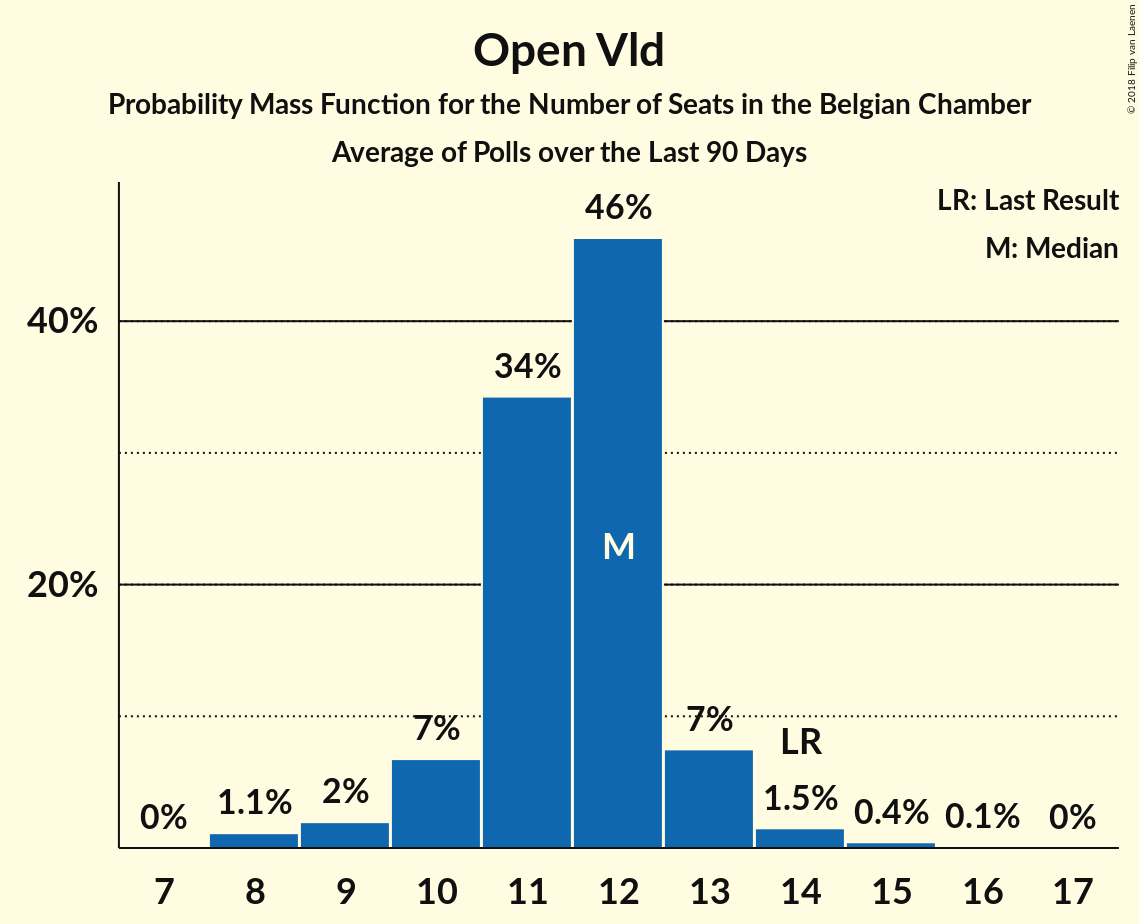 Open Vld
Probability Mass Function for the Number of Seats in the Belgian Chamber
Average of Polls over the Last 90 Days
© 2018 Filip van Laenen
LR: Last Result
M: Median
40%
20%
0%
1.1%
2%
7%
34%
46%
M
7%
LR
1.5%
0.4%
0.1%
0%
7 8 9 10 11 12 13 14 15 16 17